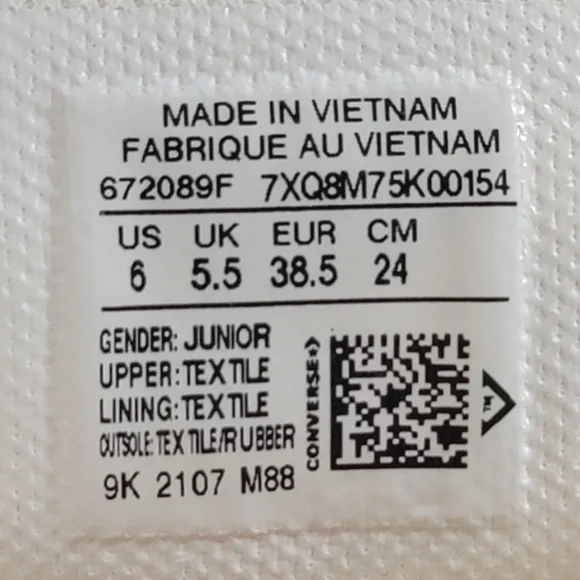 MADE IN VIETNAM
FABRIQUE AU VIETNAM
672089F 7XQ8M75K00154
US UK EUR CM
6 5.5 38.5 24
GENDER: JUNIOR
UPPER: TEXTILE
LINING: TEXTILE
OUTSOLE: TEXTILE/RUBBER
9K 2107 M88
CONVERSE
TM